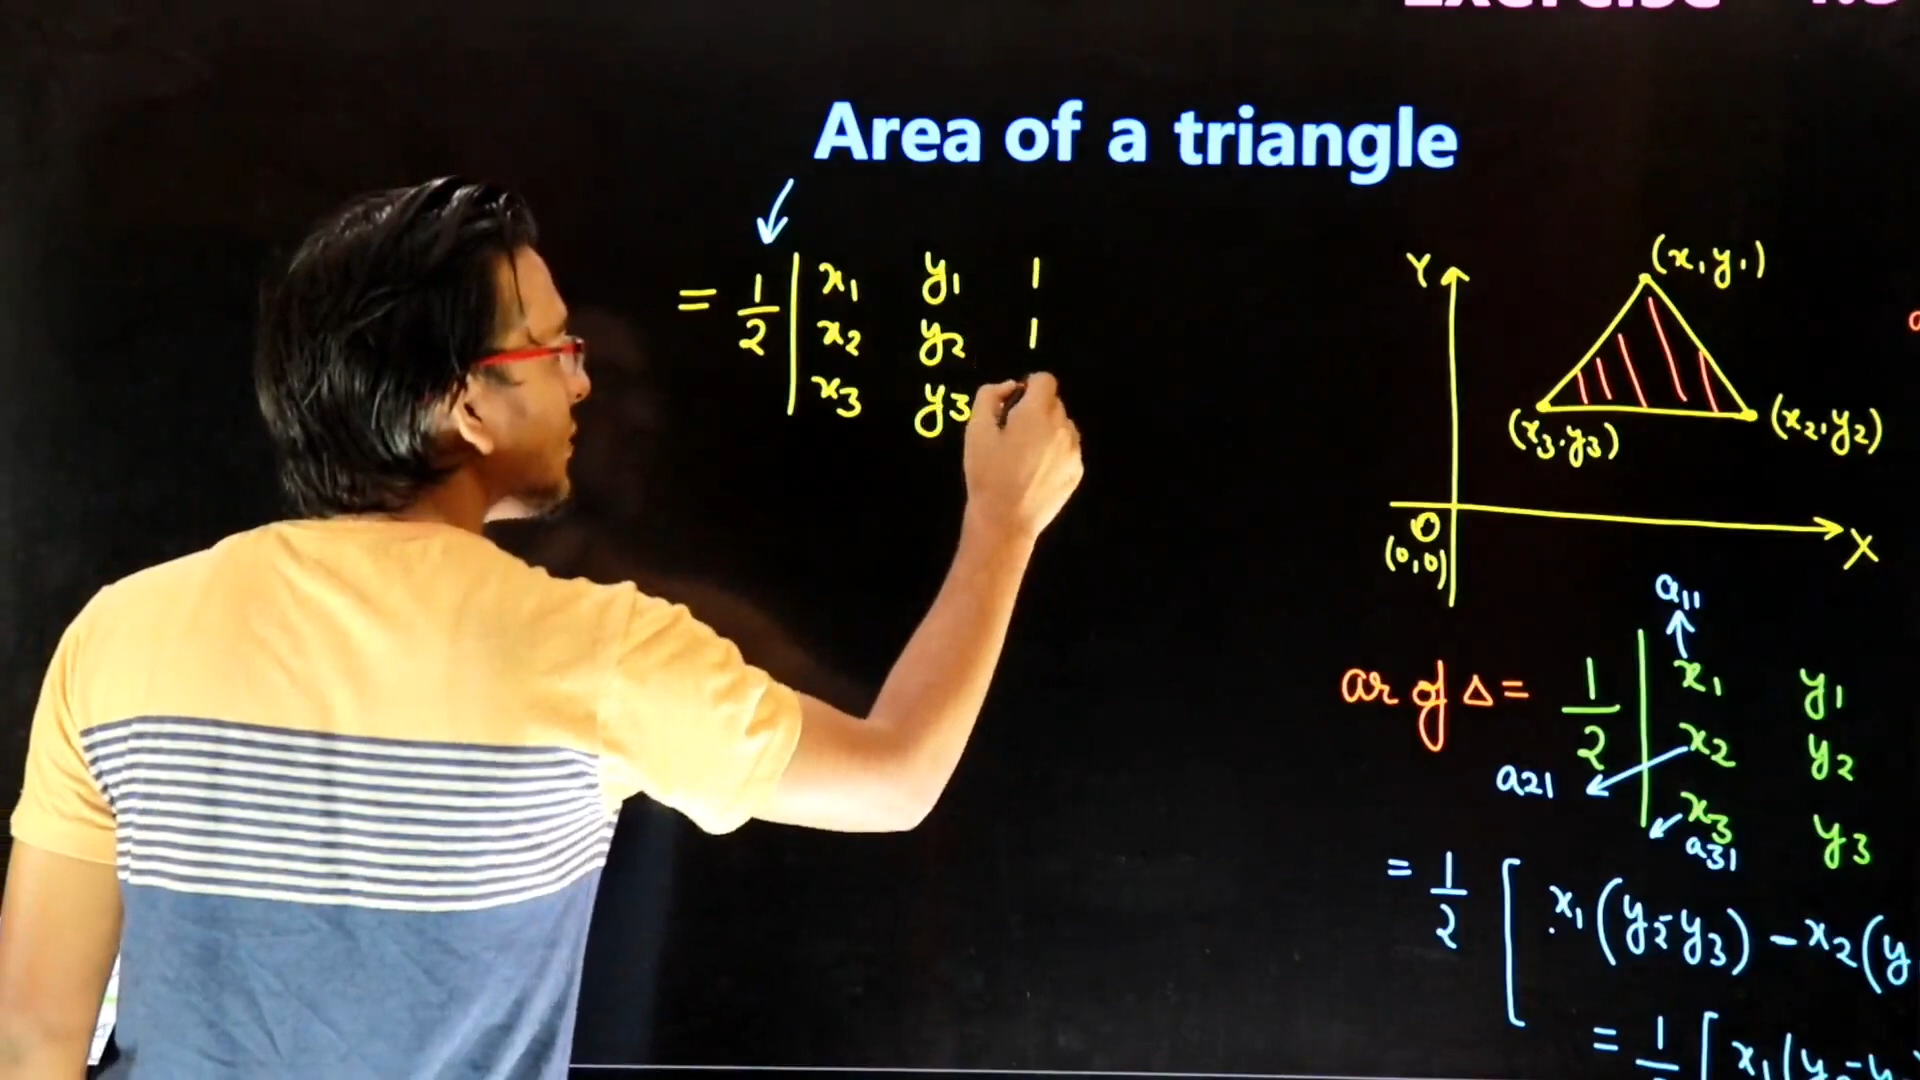 Exercise
Area of a triangle
= 1/2 | x1 y1 1
x2 y2 1
x3 y3
Y
(x1 y1)
(x3. y3)
(x2, y2)
O
(0,0)
X
a11
ar of Δ = 1/2 | x1 y1
x2 y2
a21
x3 y3
a31
= 1/2 [ x1 (y2 - y3) - x2 (y
= 1 [ x1 (y